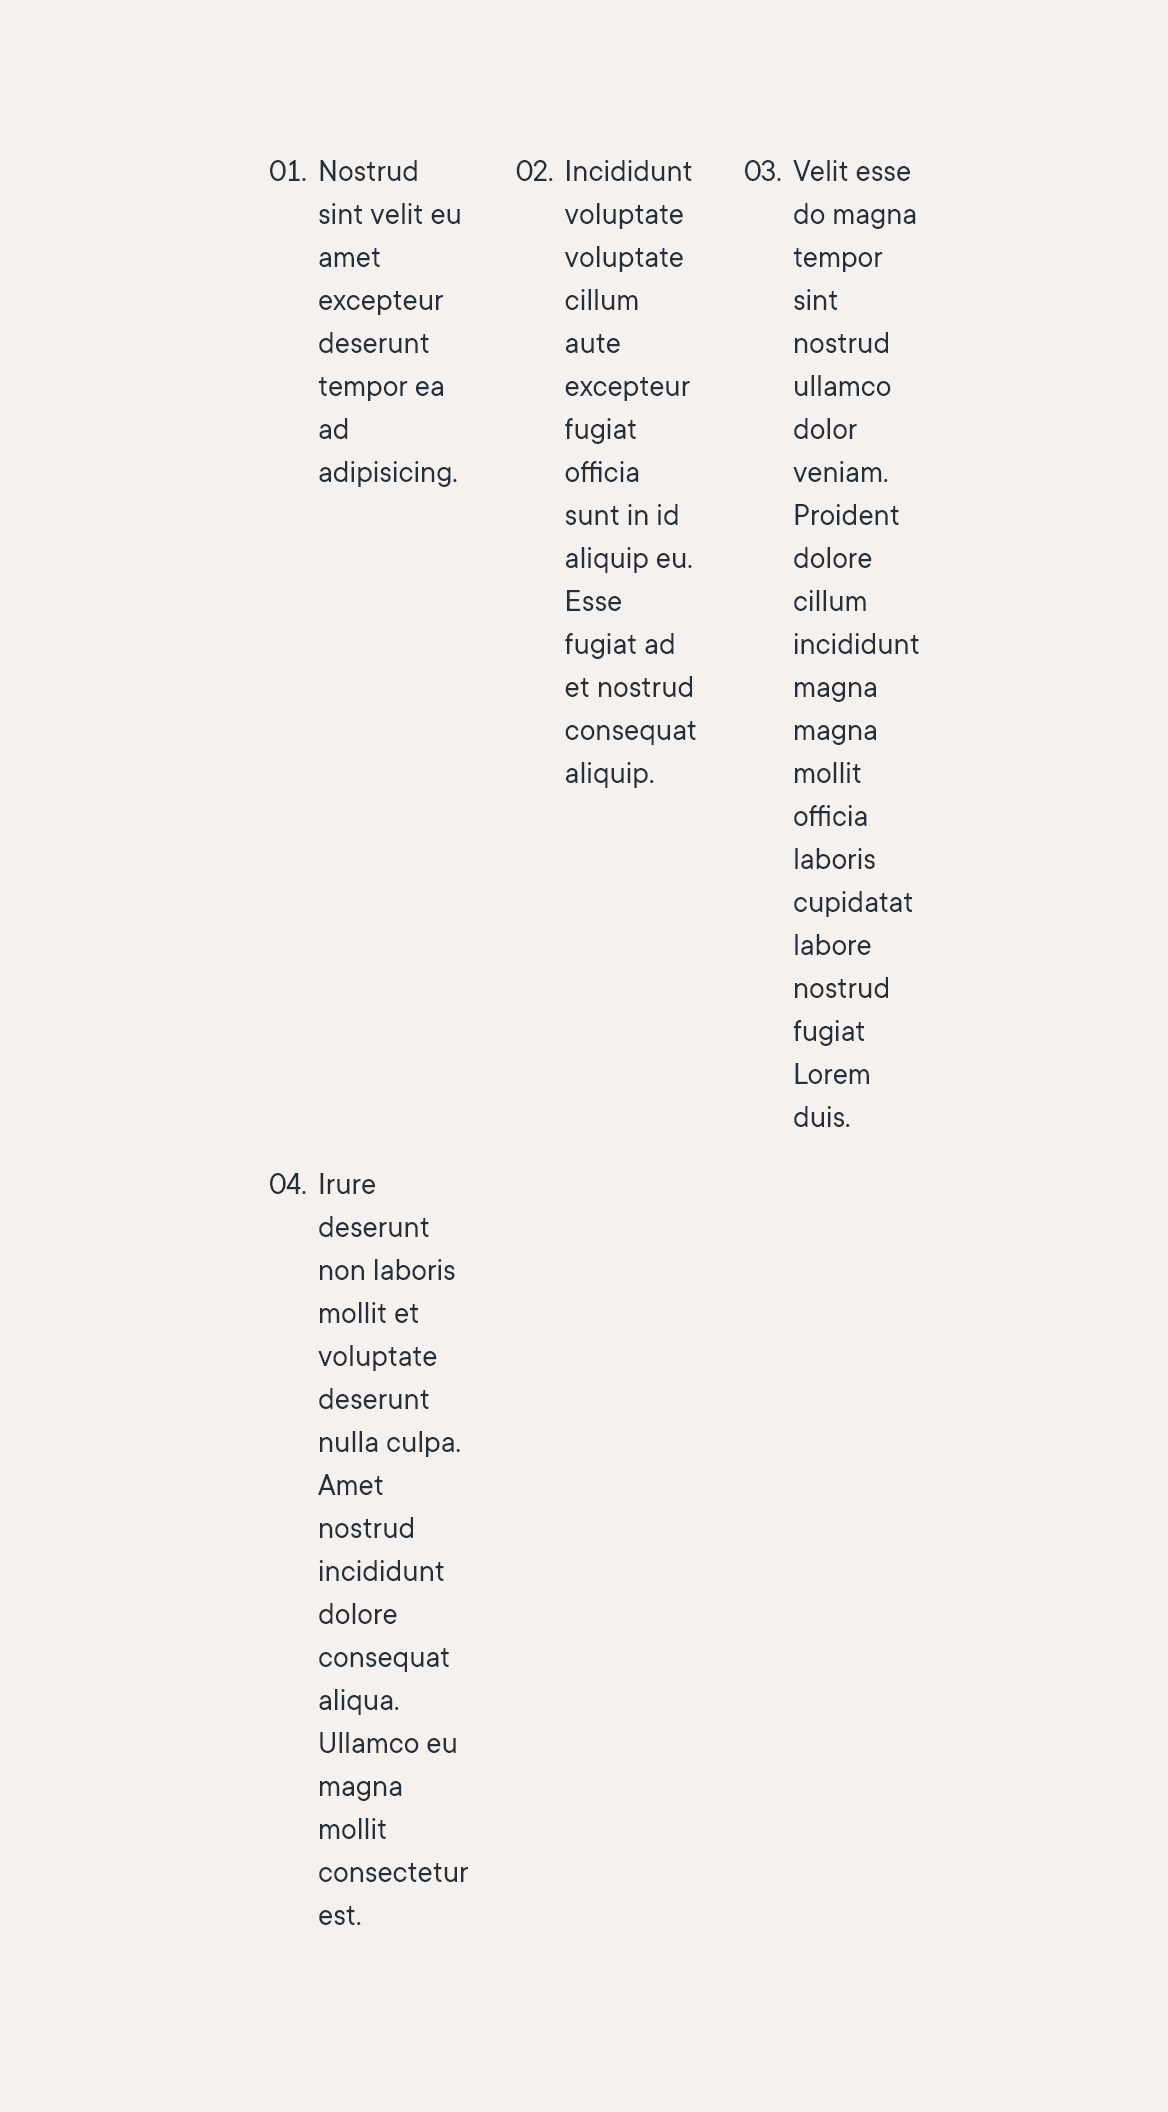 01. Nostrud
sint velit eu
amet
excepteur
deserunt
tempor ea
ad
adipisicing.
02. Incididunt
voluptate
voluptate
cillum
aute
excepteur
fugiat
officia
sunt in id
aliquip eu.
Esse
fugiat ad
et nostrud
consequat
aliquip.
03. Velit esse
do magna
tempor
sint
nostrud
ullamco
dolor
veniam.
Proident
dolore
cillum
incididunt
magna
magna
mollit
officia
laboris
cupidatat
labore
nostrud
fugiat
Lorem
duis.
04. Irure
deserunt
non laboris
mollit et
voluptate
deserunt
nulla culpa.
Amet
nostrud
incididunt
dolore
consequat
aliqua.
Ullamco eu
magna
mollit
consectetur
est.